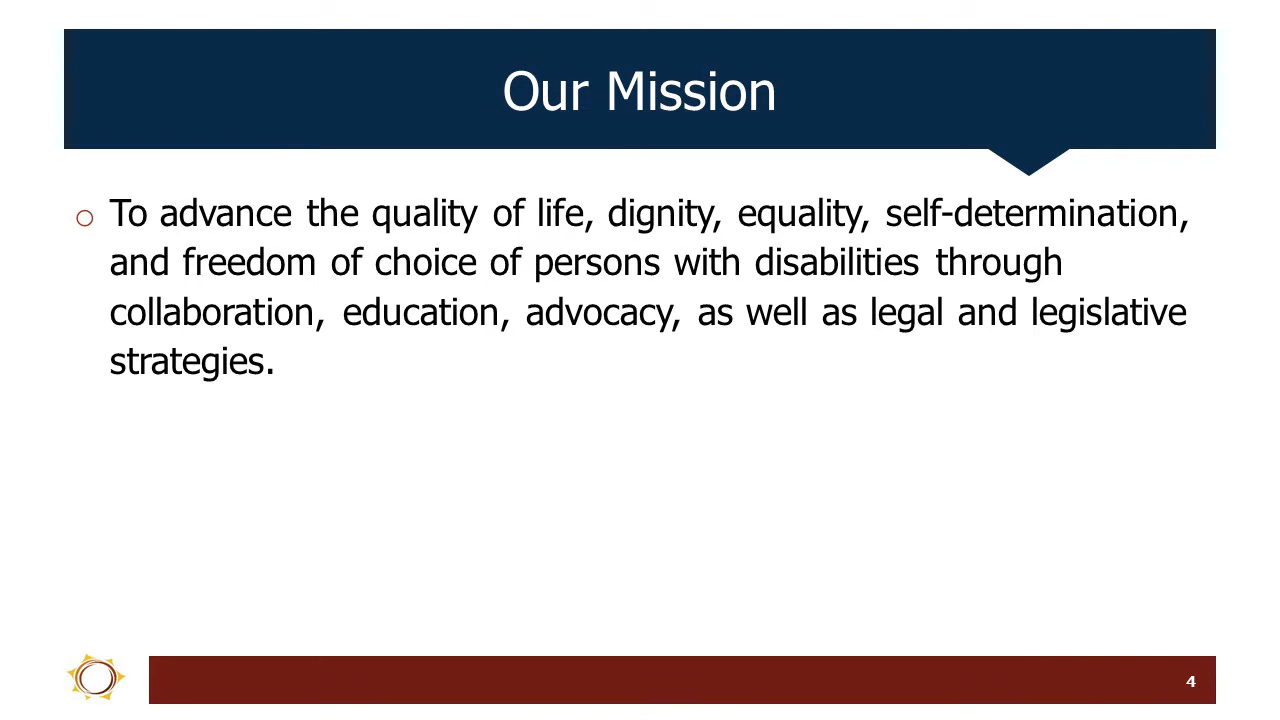 Our Mission
o To advance the quality of life, dignity, equality, self-determination,
and freedom of choice of persons with disabilities through
collaboration, education, advocacy, as well as legal and legislative
strategies.
4